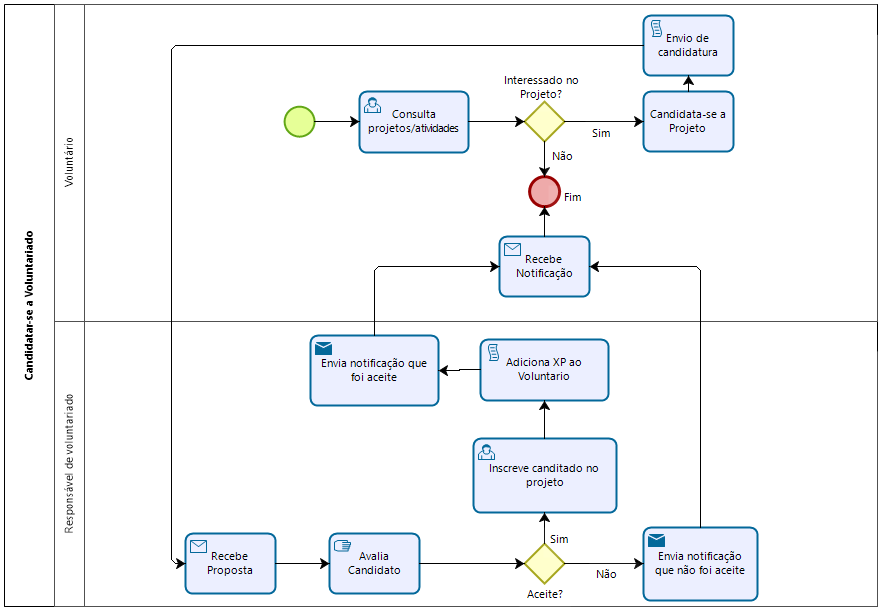 Candidatar-se a Voluntariado
Voluntário
Envio de
candidatura
Interessado no
Projeto?
Consulta
projetos/atividades
Sim
Candidata-se a
Projeto
Não
Fim
Recebe
Notificação
Responsável de voluntariado
Envia notificação que
foi aceite
Adiciona XP ao
Voluntario
Inscreve canditado no
projeto
Sim
Recebe
Proposta
Avalia
Candidato
Aceite?
Não
Envia notificação
que não foi aceite